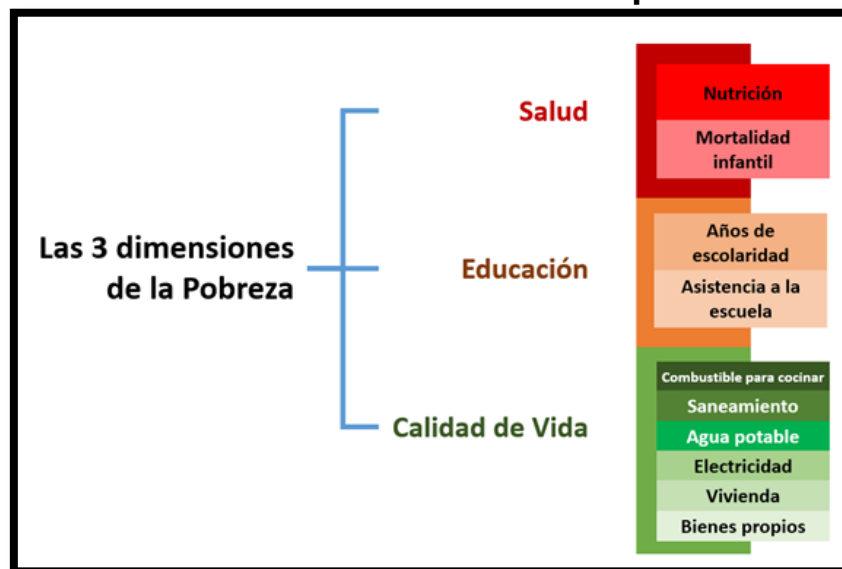 Las 3 dimensiones
de la Pobreza
Salud
Nutrición
Mortalidad
infantil
Educación
Años de
escolaridad
Asistencia a la
escuela
Calidad de Vida
Combustible para cocinar
Saneamiento
Agua potable
Electricidad
Vivienda
Bienes propios